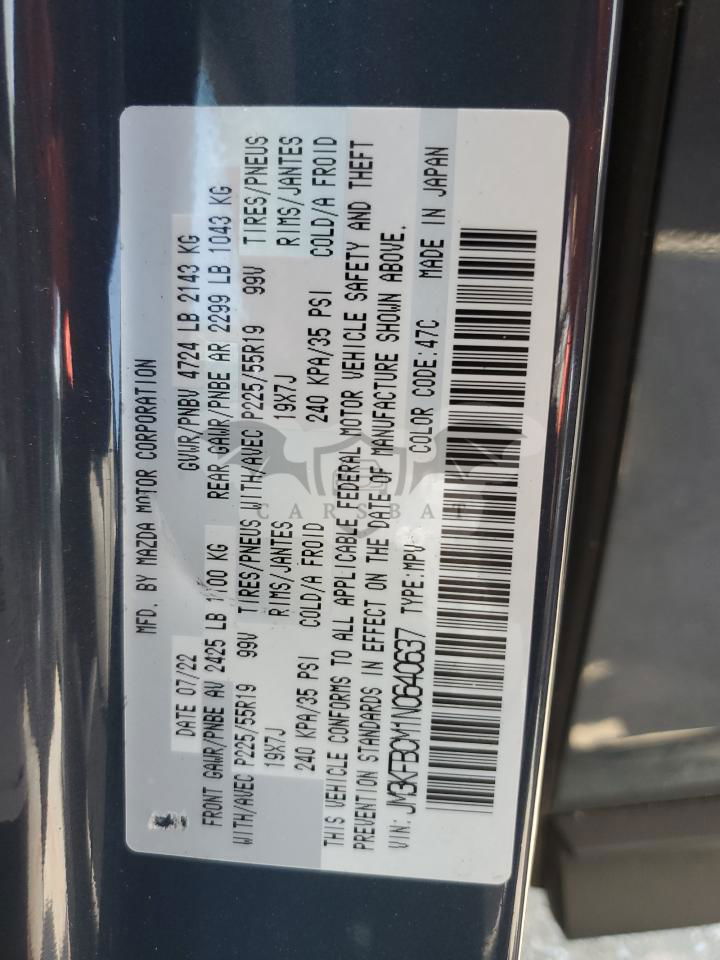 MFD. BY MAZDA MOTOR CORPORATION
DATE 07/22 GVWR/PNBV 4724 LB 2143 KG
FRONT GAWR/PNBE AV 2425 LB 1100 KG REAR GAWR/PNBE AR 2299 LB 1043 KG
WITH/AVEC P225/55R19 99V TIRES/PNEUS WITH/AVEC P225/55R19 99V TIRES/PNEUS
19X7J RIMS/JANTES 19X7J RIMS/JANTES
240 KPA/35 PSI COLD/A FROID 240 KPA/35 PSI COLD/A FROID
THIS VEHICLE CONFORMS TO ALL APPLICABLE FEDERAL MOTOR VEHICLE SAFETY AND THEFT
PREVENTION STANDARDS IN EFFECT ON THE DATE OF MANUFACTURE SHOWN ABOVE.
VIN: JM3KFBCM1N0640637 TYPE:MPV COLOR CODE:47C MADE IN JAPAN
CARSBAT